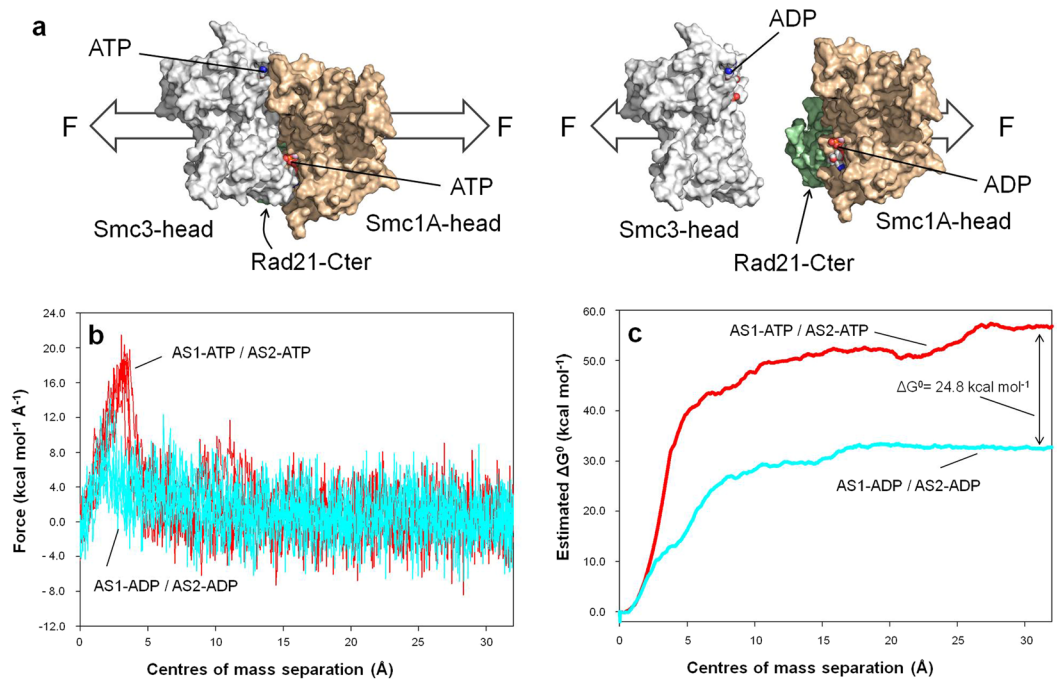 a
ATP
F
F
ATP
Smc3-head
Smc1A-head
Rad21-Cter
ADP
F
F
ADP
Smc3-head
Smc1A-head
Rad21-Cter
b
24.0
20.0
16.0
12.0
8.0
4.0
0.0
-4.0
-8.0
-12.0
Force (kcal mol-1 Å-1)
AS1-ATP / AS2-ATP
AS1-ADP / AS2-ADP
0
5
10
15
20
25
30
Centres of mass separation (Å)
c
60.0
50.0
40.0
30.0
20.0
10.0
0.0
Estimated ΔG⁰ (kcal mol-1)
AS1-ATP / AS2-ATP
ΔG⁰= 24.8 kcal mol-1
AS1-ADP / AS2-ADP
0
5
10
15
20
25
30
Centres of mass separation (Å)